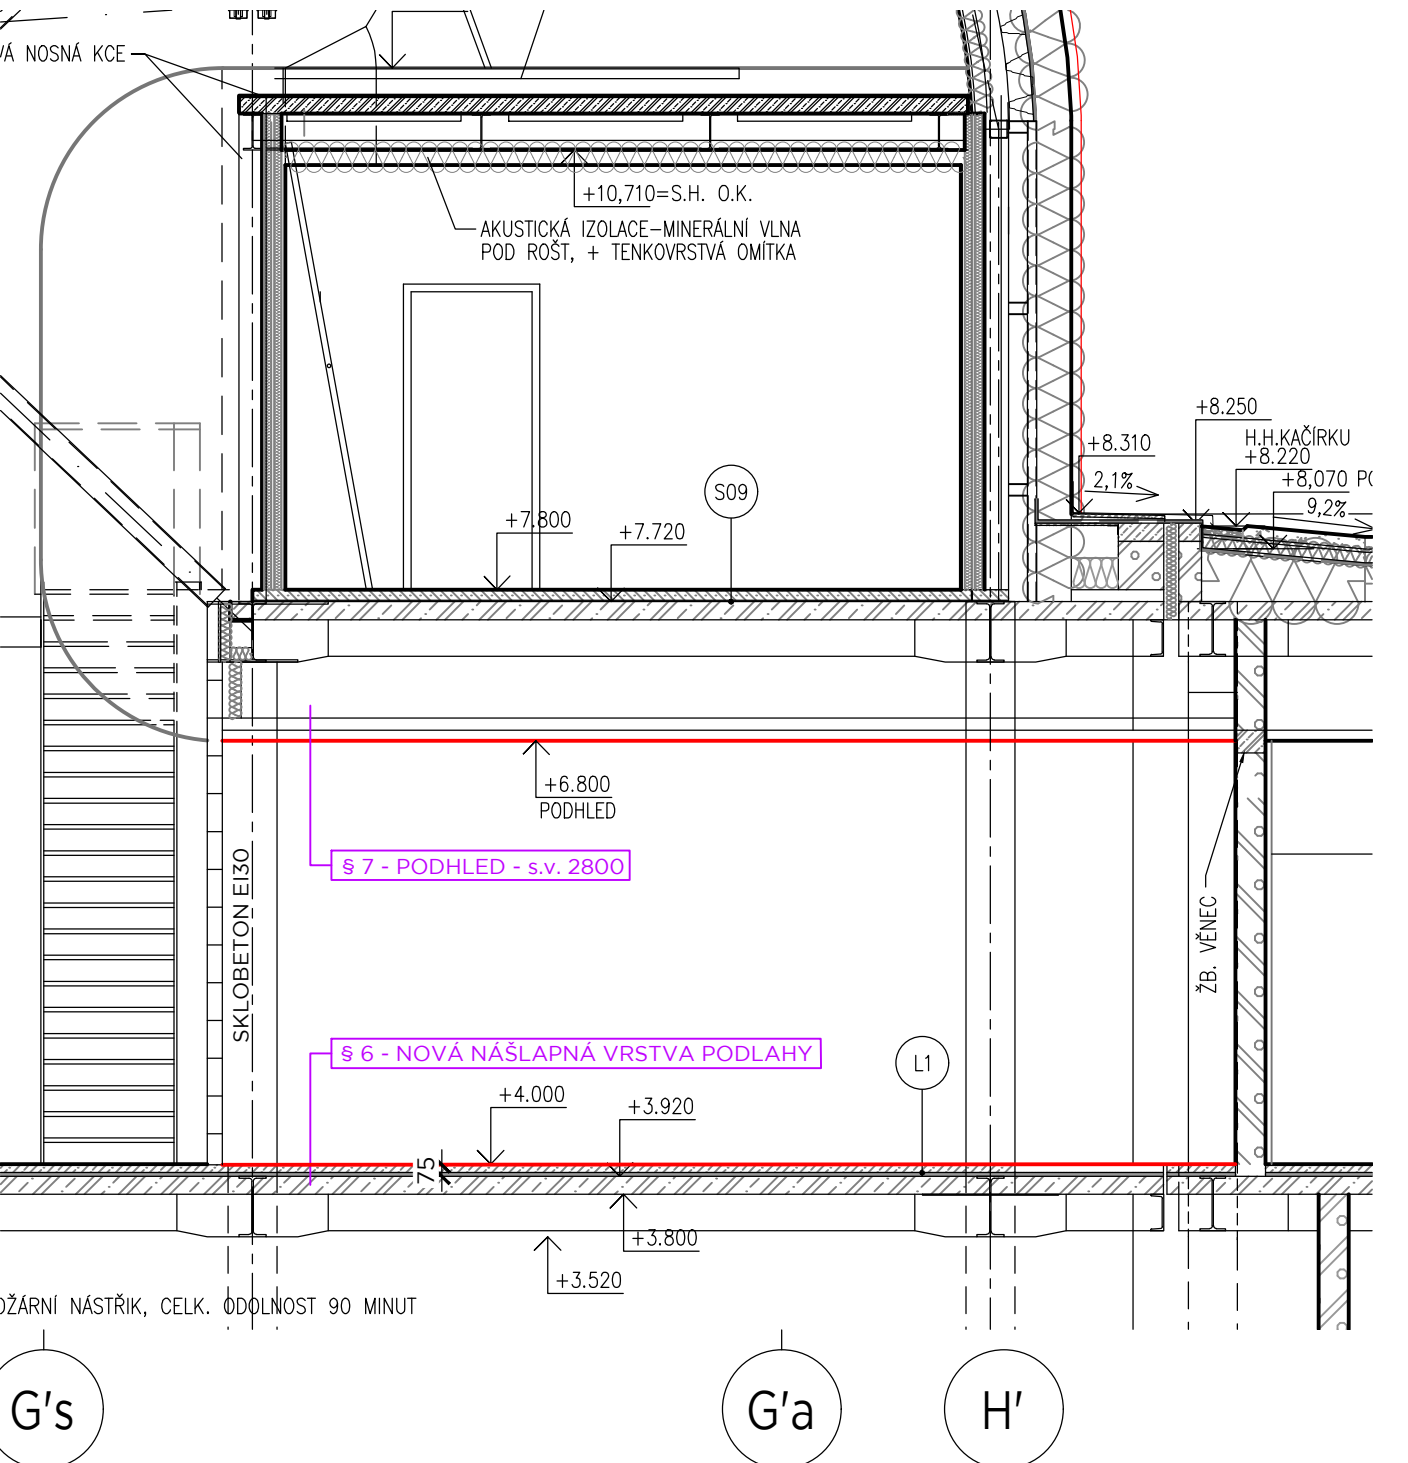 VÁ NOSNÁ KCE
+10,710=S.H. O.K.
AKUSTICKÁ IZOLACE-MINERÁLNÍ VLNA
POD ROŠT, + TENKOVRSTVÁ OMÍTKA
+8.250
+8.310
H.H.KAČÍRKU
+8.220
2,1%
+8,070
9,2%
S09
+7.800
+7.720
+6.800
PODHLED
§ 7 - PODHLED - s.v. 2800
SKLOBETON EI30
ŽB. VĚNEC
§ 6 - NOVÁ NÁŠLAPNÁ VRSTVA PODLAHY
L1
+4.000
+3.920
75
+3.800
+3.520
OŽÁRNÍ NÁSTŘIK, CELK. ODOLNOST 90 MINUT
G's
G'a
H'